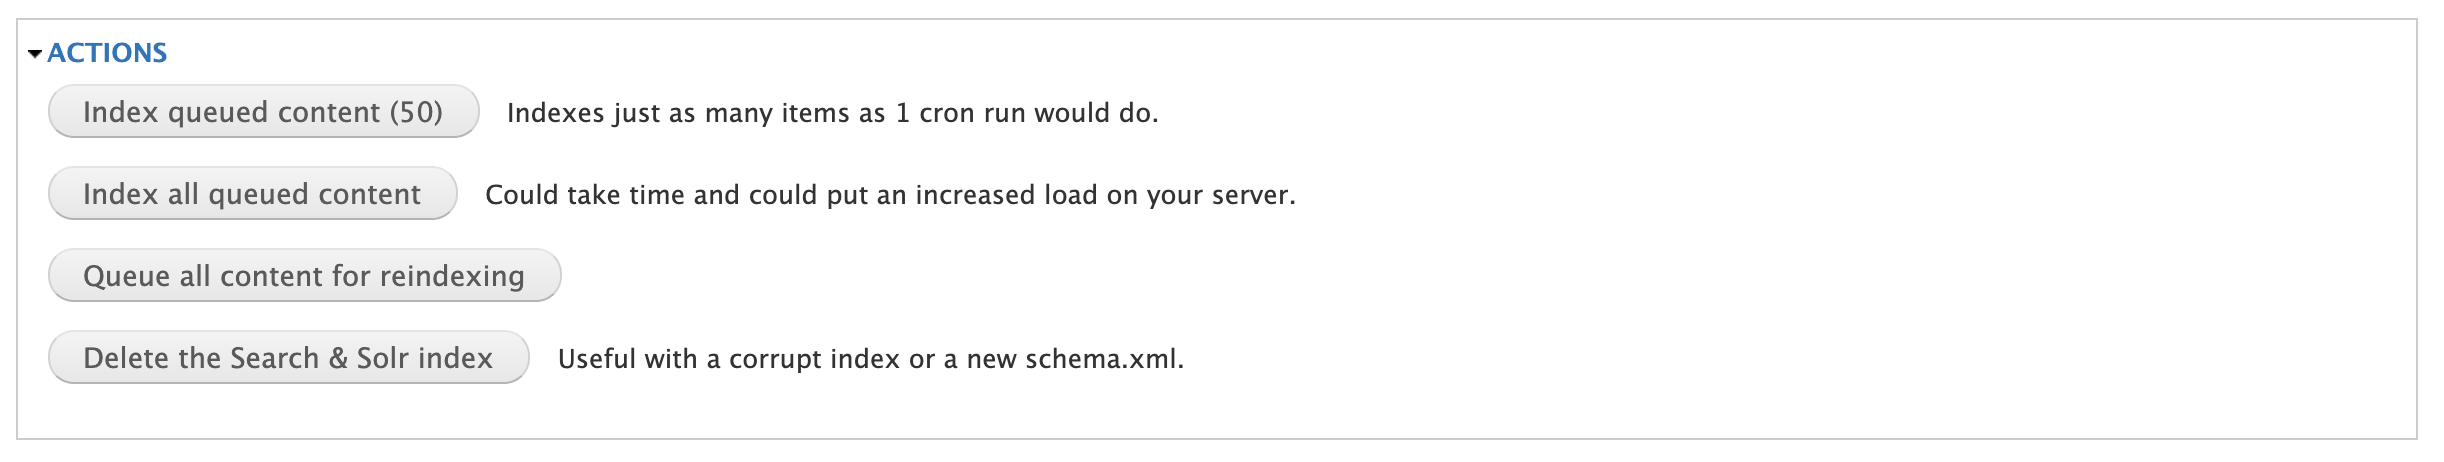 ACTIONS
Index queued content (50) Indexes just as many items as 1 cron run would do.
Index all queued content Could take time and could put an increased load on your server.
Queue all content for reindexing
Delete the Search & Solr index Useful with a corrupt index or a new schema.xml.